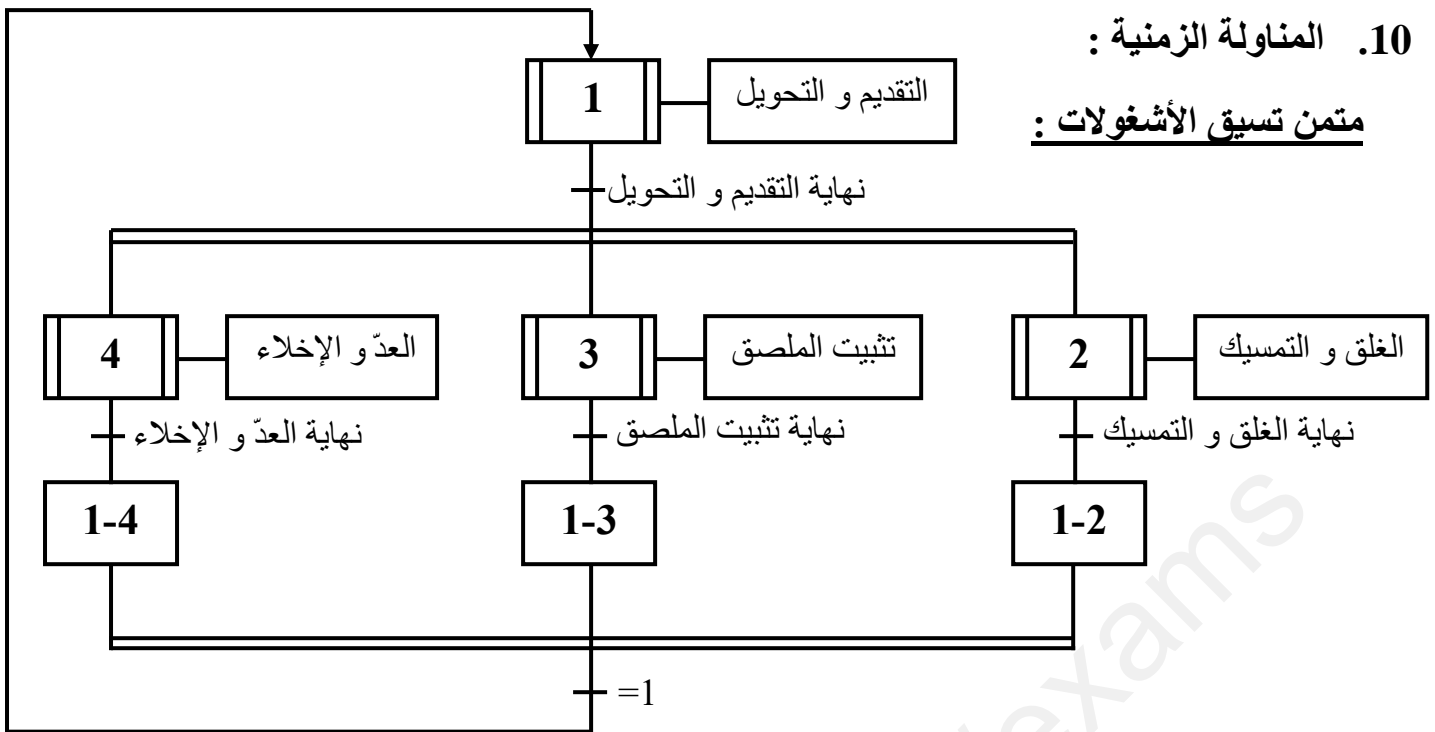 10. المناولة الزمنية :
متمن تسيق الأشغولات :
1
التقديم و التحويل
نهاية التقديم و التحويل
2
الغلق و التمسيك
3
تثبيت الملصق
4
العدّ و الإخلاء
نهاية الغلق و التمسيك
نهاية تثبيت الملصق
نهاية العدّ و الإخلاء
1-2
1-3
1-4
=1
/exams